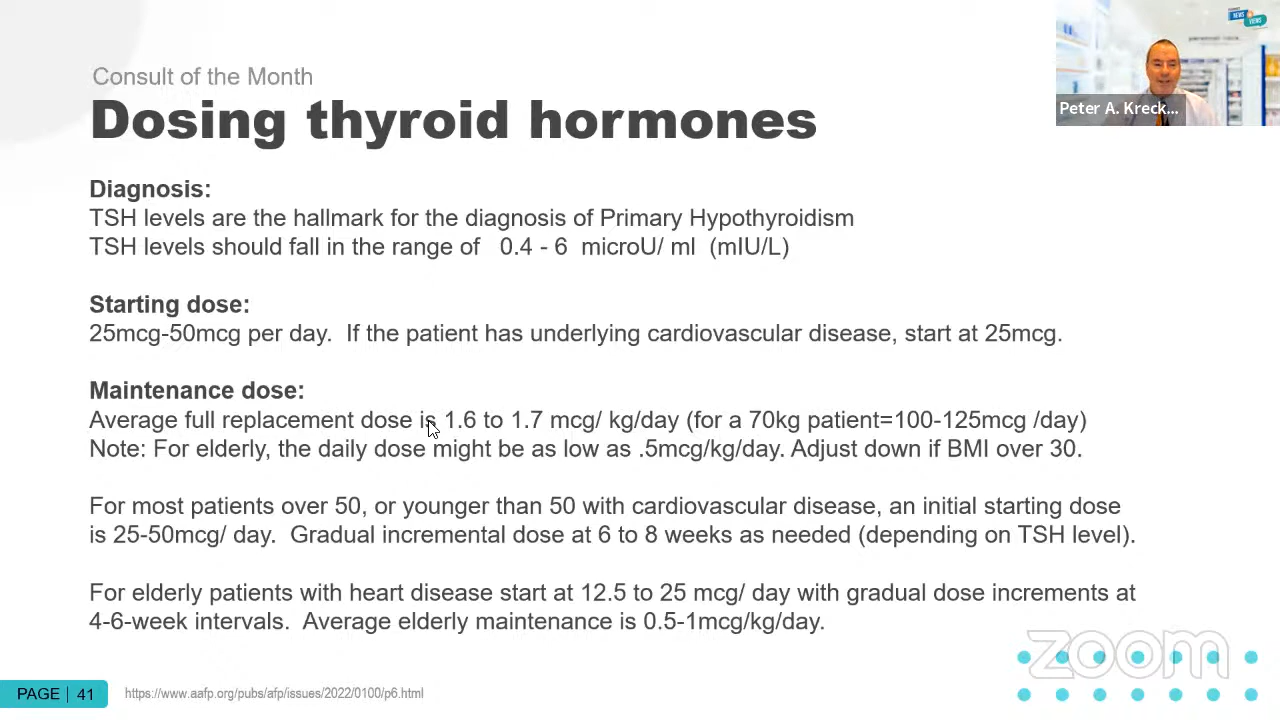 Consult of the Month
Dosing thyroid hormones
Peter A. Kreck...
Diagnosis:
TSH levels are the hallmark for the diagnosis of Primary Hypothyroidism
TSH levels should fall in the range of 0.4 - 6 microU/ ml (mIU/L)
Starting dose:
25mcg-50mcg per day. If the patient has underlying cardiovascular disease, start at 25mcg.
Maintenance dose:
Average full replacement dose is 1.6 to 1.7 mcg/ kg/day (for a 70kg patient=100-125mcg /day)
Note: For elderly, the daily dose might be as low as .5mcg/kg/day. Adjust down if BMI over 30.
For most patients over 50, or younger than 50 with cardiovascular disease, an initial starting dose
is 25-50mcg/ day. Gradual incremental dose at 6 to 8 weeks as needed (depending on TSH level).
For elderly patients with heart disease start at 12.5 to 25 mcg/ day with gradual dose increments at
4-6-week intervals. Average elderly maintenance is 0.5-1mcg/kg/day.
zoom
PAGE | 41
https://www.aafp.org/pubs/afp/issues/2022/0100/p6.html